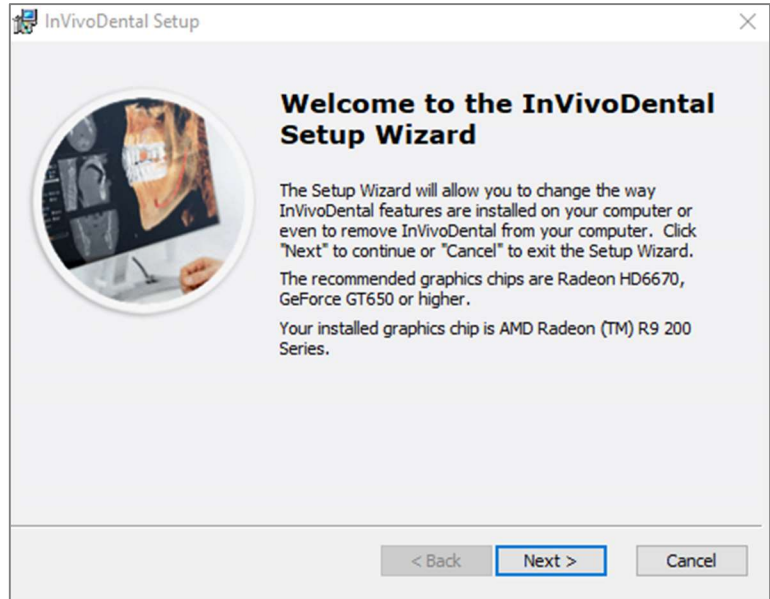 InVivoDental Setup
Welcome to the InVivoDental
Setup Wizard
The Setup Wizard will allow you to change the way
InVivoDental features are installed on your computer or
even to remove InVivoDental from your computer.  Click
"Next" to continue or "Cancel" to exit the Setup Wizard.
The recommended graphics chips are Radeon HD6670,
GeForce GT650 or higher.
Your installed graphics chip is AMD Radeon (TM) R9 200
Series.
< Back
Next >
Cancel